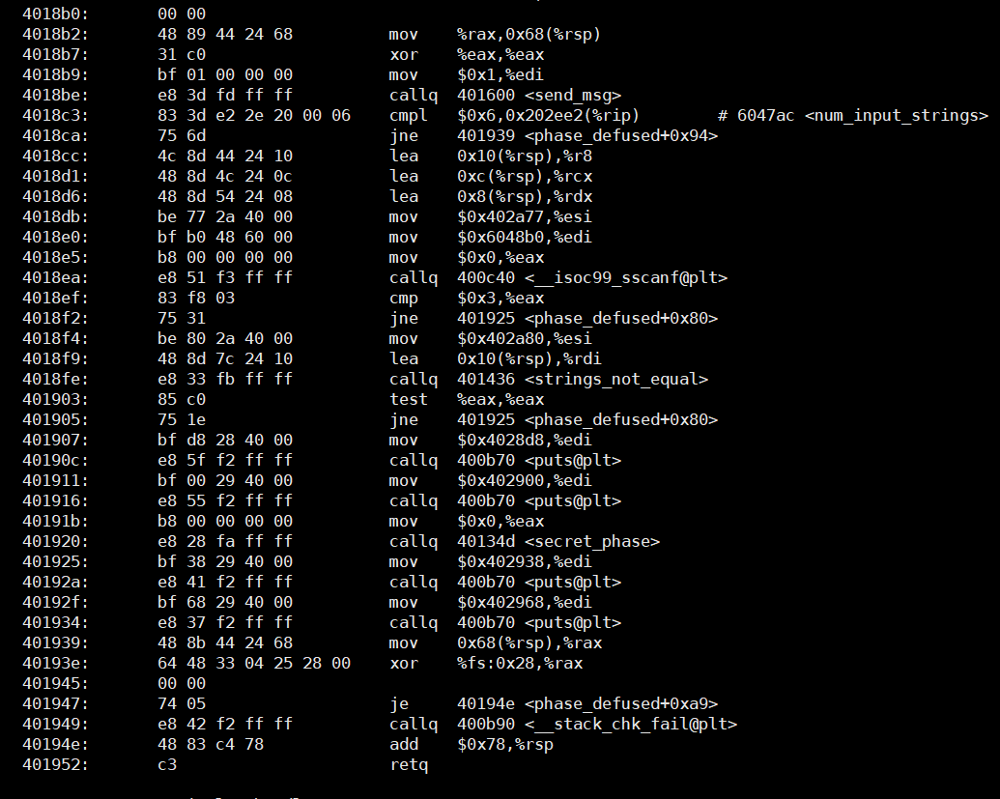 4018b0: 00 00
4018b2: 48 89 44 24 68 mov %rax,0x68(%rsp)
4018b7: 31 c0 xor %eax,%eax
4018b9: bf 01 00 00 00 mov $0x1,%edi
4018be: e8 3d fd ff ff callq 401600 <send_msg>
4018c3: 83 3d e2 2e 20 00 06 cmpl $0x6,0x202ee2(%rip) # 6047ac <num_input_strings>
4018ca: 75 6d jne 401939 <phase_defused+0x94>
4018cc: 4c 8d 44 24 10 lea 0x10(%rsp),%r8
4018d1: 48 8d 4c 24 0c lea 0xc(%rsp),%rcx
4018d6: 48 8d 54 24 08 lea 0x8(%rsp),%rdx
4018db: be 77 2a 40 00 mov $0x402a77,%esi
4018e0: bf b0 48 60 00 mov $0x6048b0,%edi
4018e5: b8 00 00 00 00 mov $0x0,%eax
4018ea: e8 51 f3 ff ff callq 400c40 <__isoc99_sscanf@plt>
4018ef: 83 f8 03 cmp $0x3,%eax
4018f2: 75 31 jne 401925 <phase_defused+0x80>
4018f4: be 80 2a 40 00 mov $0x402a80,%esi
4018f9: 48 8d 7c 24 10 lea 0x10(%rsp),%rdi
4018fe: e8 33 fb ff ff callq 401436 <strings_not_equal>
401903: 85 c0 test %eax,%eax
401905: 75 1e jne 401925 <phase_defused+0x80>
401907: bf d8 28 40 00 mov $0x4028d8,%edi
40190c: e8 5f f2 ff ff callq 400b70 <puts@plt>
401911: bf 00 29 40 00 mov $0x402900,%edi
401916: e8 55 f2 ff ff callq 400b70 <puts@plt>
40191b: b8 00 00 00 00 mov $0x0,%eax
401920: e8 28 fa ff ff callq 40134d <secret_phase>
401925: bf 38 29 40 00 mov $0x402938,%edi
40192a: e8 41 f2 ff ff callq 400b70 <puts@plt>
40192f: bf 68 29 40 00 mov $0x402968,%edi
401934: e8 37 f2 ff ff callq 400b70 <puts@plt>
401939: 48 8b 44 24 68 mov 0x68(%rsp),%rax
40193e: 64 48 33 04 25 28 00 xor %fs:0x28,%rax
401945: 00 00
401947: 74 05 je 40194e <phase_defused+0xa9>
401949: e8 42 f2 ff ff callq 400b90 <__stack_chk_fail@plt>
40194e: 48 83 c4 78 add $0x78,%rsp
401952: c3 retq